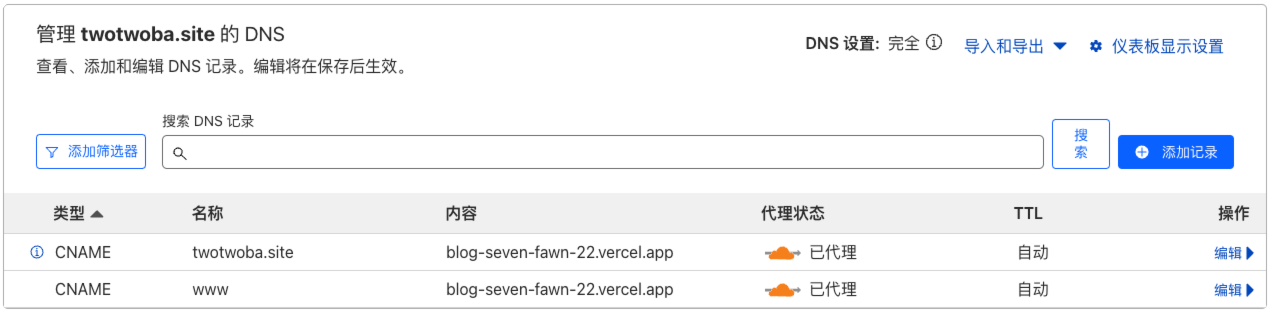 管理 twotwoba.site 的 DNS
DNS 设置: 完全
导入和导出
仪表板显示设置
查看、添加和编辑 DNS 记录。编辑将在保存后生效。
搜索 DNS 记录
添加筛选器
搜
索
添加记录
类型 名称 内容 代理状态 TTL 操作
CNAME twotwoba.site blog-seven-fawn-22.vercel.app 已代理 自动 编辑
CNAME www blog-seven-fawn-22.vercel.app 已代理 自动 编辑